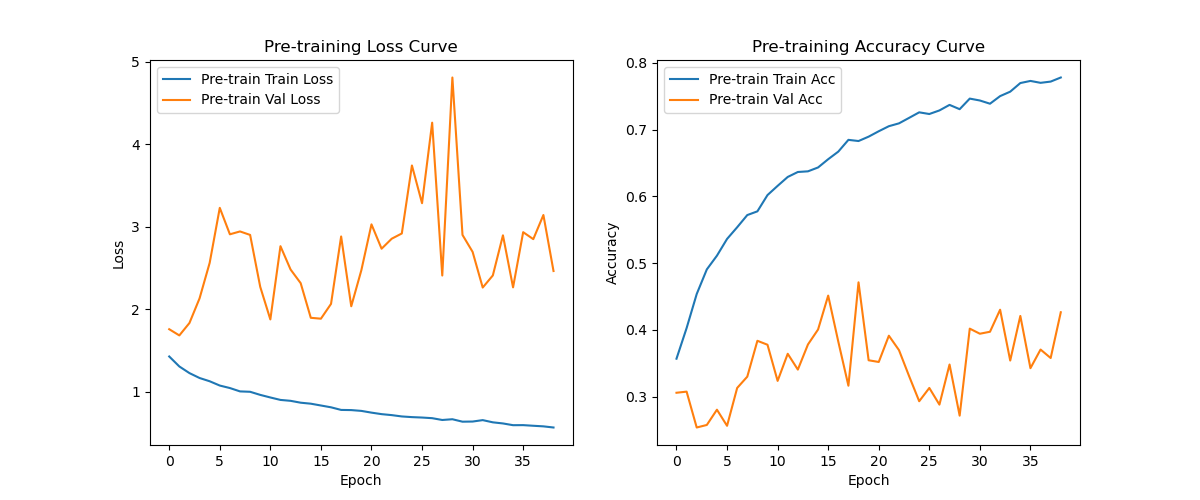 Pre-training Loss Curve
Pre-train Train Loss
Pre-train Val Loss
Loss
5
4
3
2
1
0 5 10 15 20 25 30 35
Epoch
Pre-training Accuracy Curve
Pre-train Train Acc
Pre-train Val Acc
Accuracy
0.8
0.7
0.6
0.5
0.4
0.3
0 5 10 15 20 25 30 35
Epoch